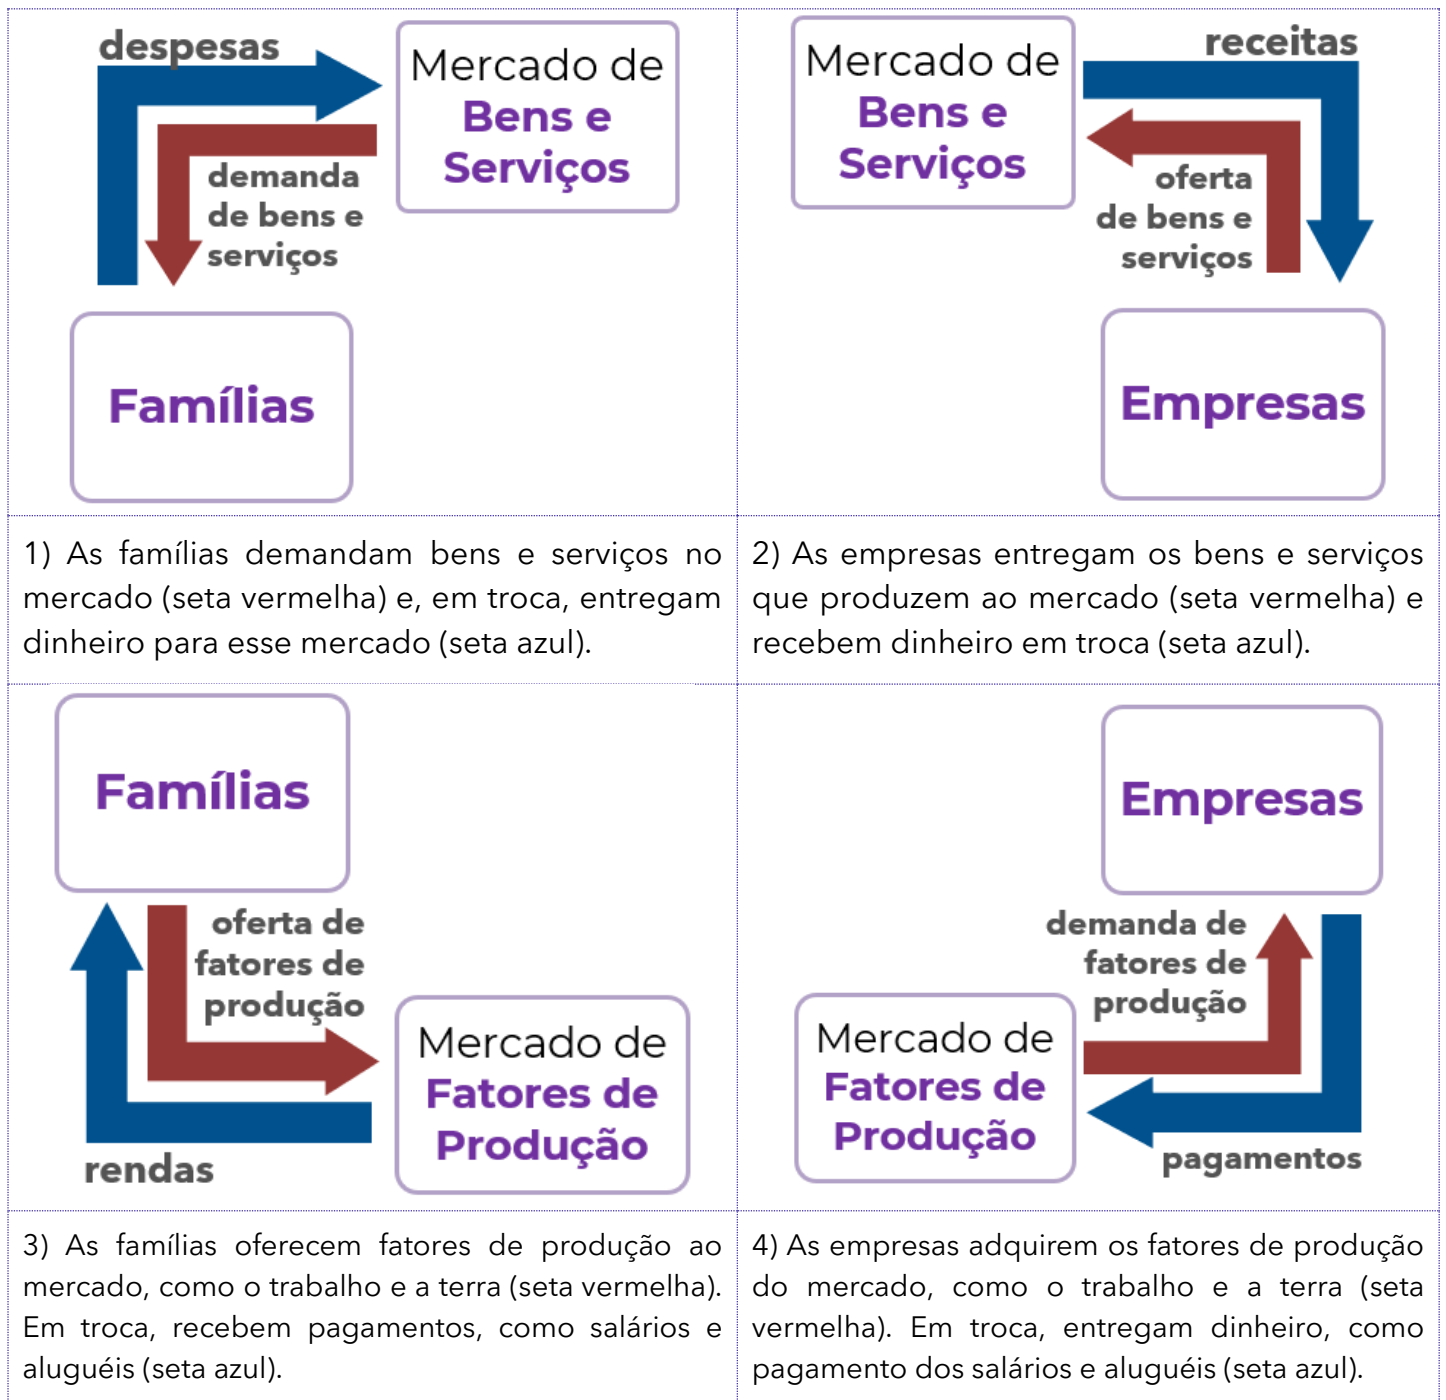 despesas
Mercado de
Bens e
Serviços
demanda
de bens e
serviços
Famílias
Mercado de
Bens e
Serviços
receitas
oferta
de bens e
serviços
Empresas
1) As famílias demandam bens e serviços no
mercado (seta vermelha) e, em troca, entregam
dinheiro para esse mercado (seta azul).
2) As empresas entregam os bens e serviços
que produzem ao mercado (seta vermelha) e
recebem dinheiro em troca (seta azul).
Famílias
oferta de
fatores de
produção
Mercado de
Fatores de
Produção
rendas
Empresas
demanda de
fatores de
produção
Mercado de
Fatores de
Produção
pagamentos
3) As famílias oferecem fatores de produção ao
mercado, como o trabalho e a terra (seta vermelha).
Em troca, recebem pagamentos, como salários e
aluguéis (seta azul).
4) As empresas adquirem os fatores de produção
do mercado, como o trabalho e a terra (seta
vermelha). Em troca, entregam dinheiro, como
pagamento dos salários e aluguéis (seta azul).